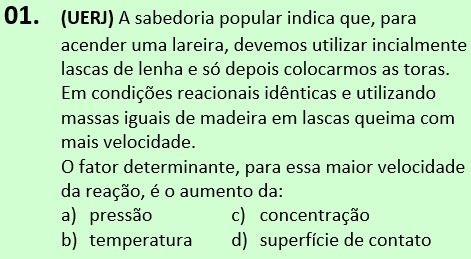 01. (UERJ) A sabedoria popular indica que, para
acender uma lareira, devemos utilizar incialmente
lascas de lenha e só depois colocarmos as toras.
Em condições reacionais idênticas e utilizando
massas iguais de madeira em lascas queima com
mais velocidade.
O fator determinante, para essa maior velocidade
da reação, é o aumento da:
a) pressão c) concentração
b) temperatura d) superfície de contato